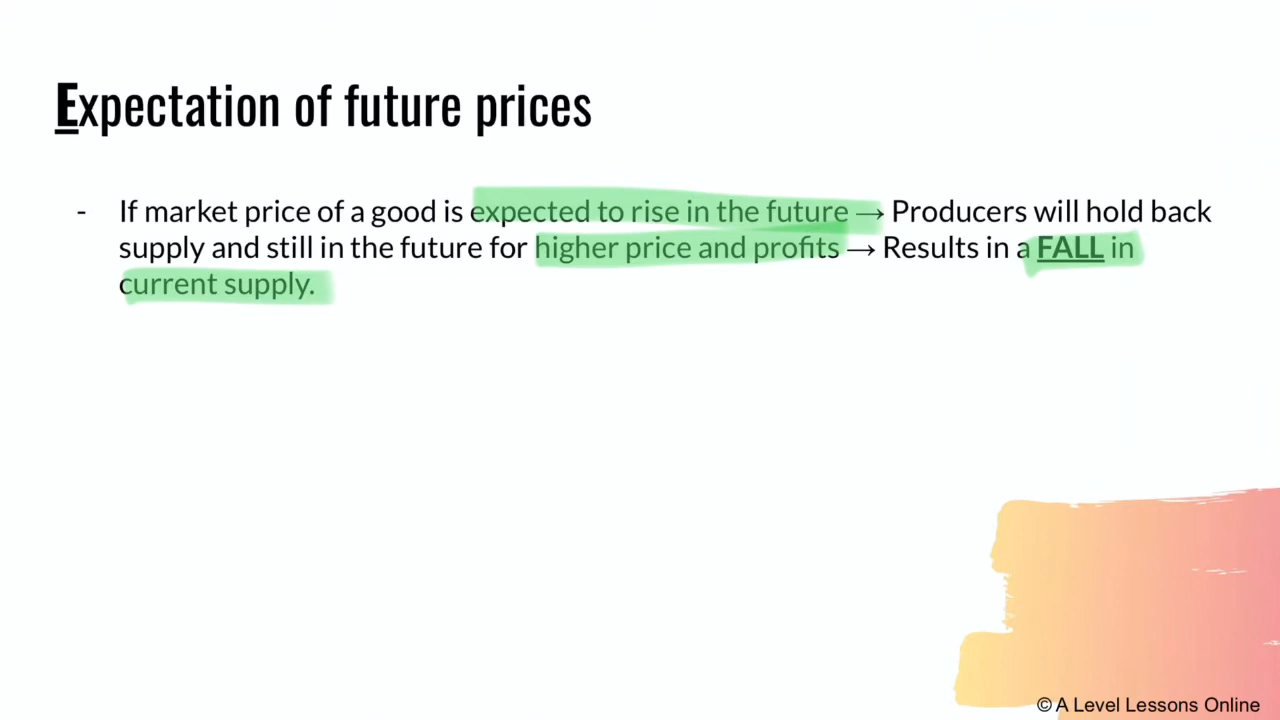 Expectation of future prices
- If market price of a good is expected to rise in the future → Producers will hold back
supply and still in the future for higher price and profits → Results in a FALL in
current supply.
© A Level Lessons Online